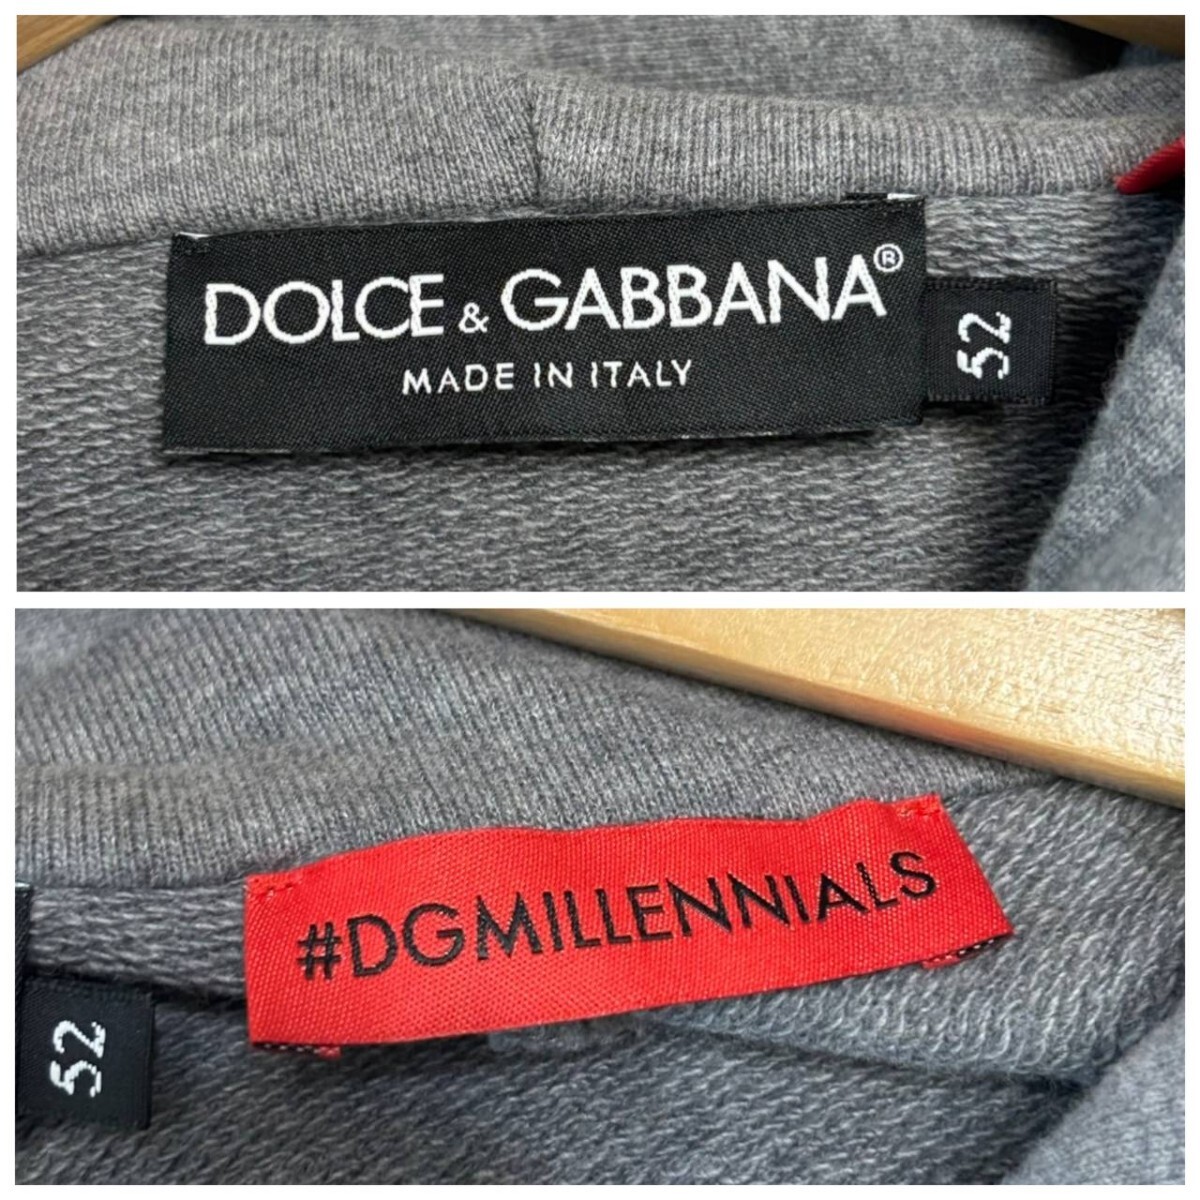 DOLCE & GABBANA®
MADE IN ITALY
52
#DGMILLENNIALS
52